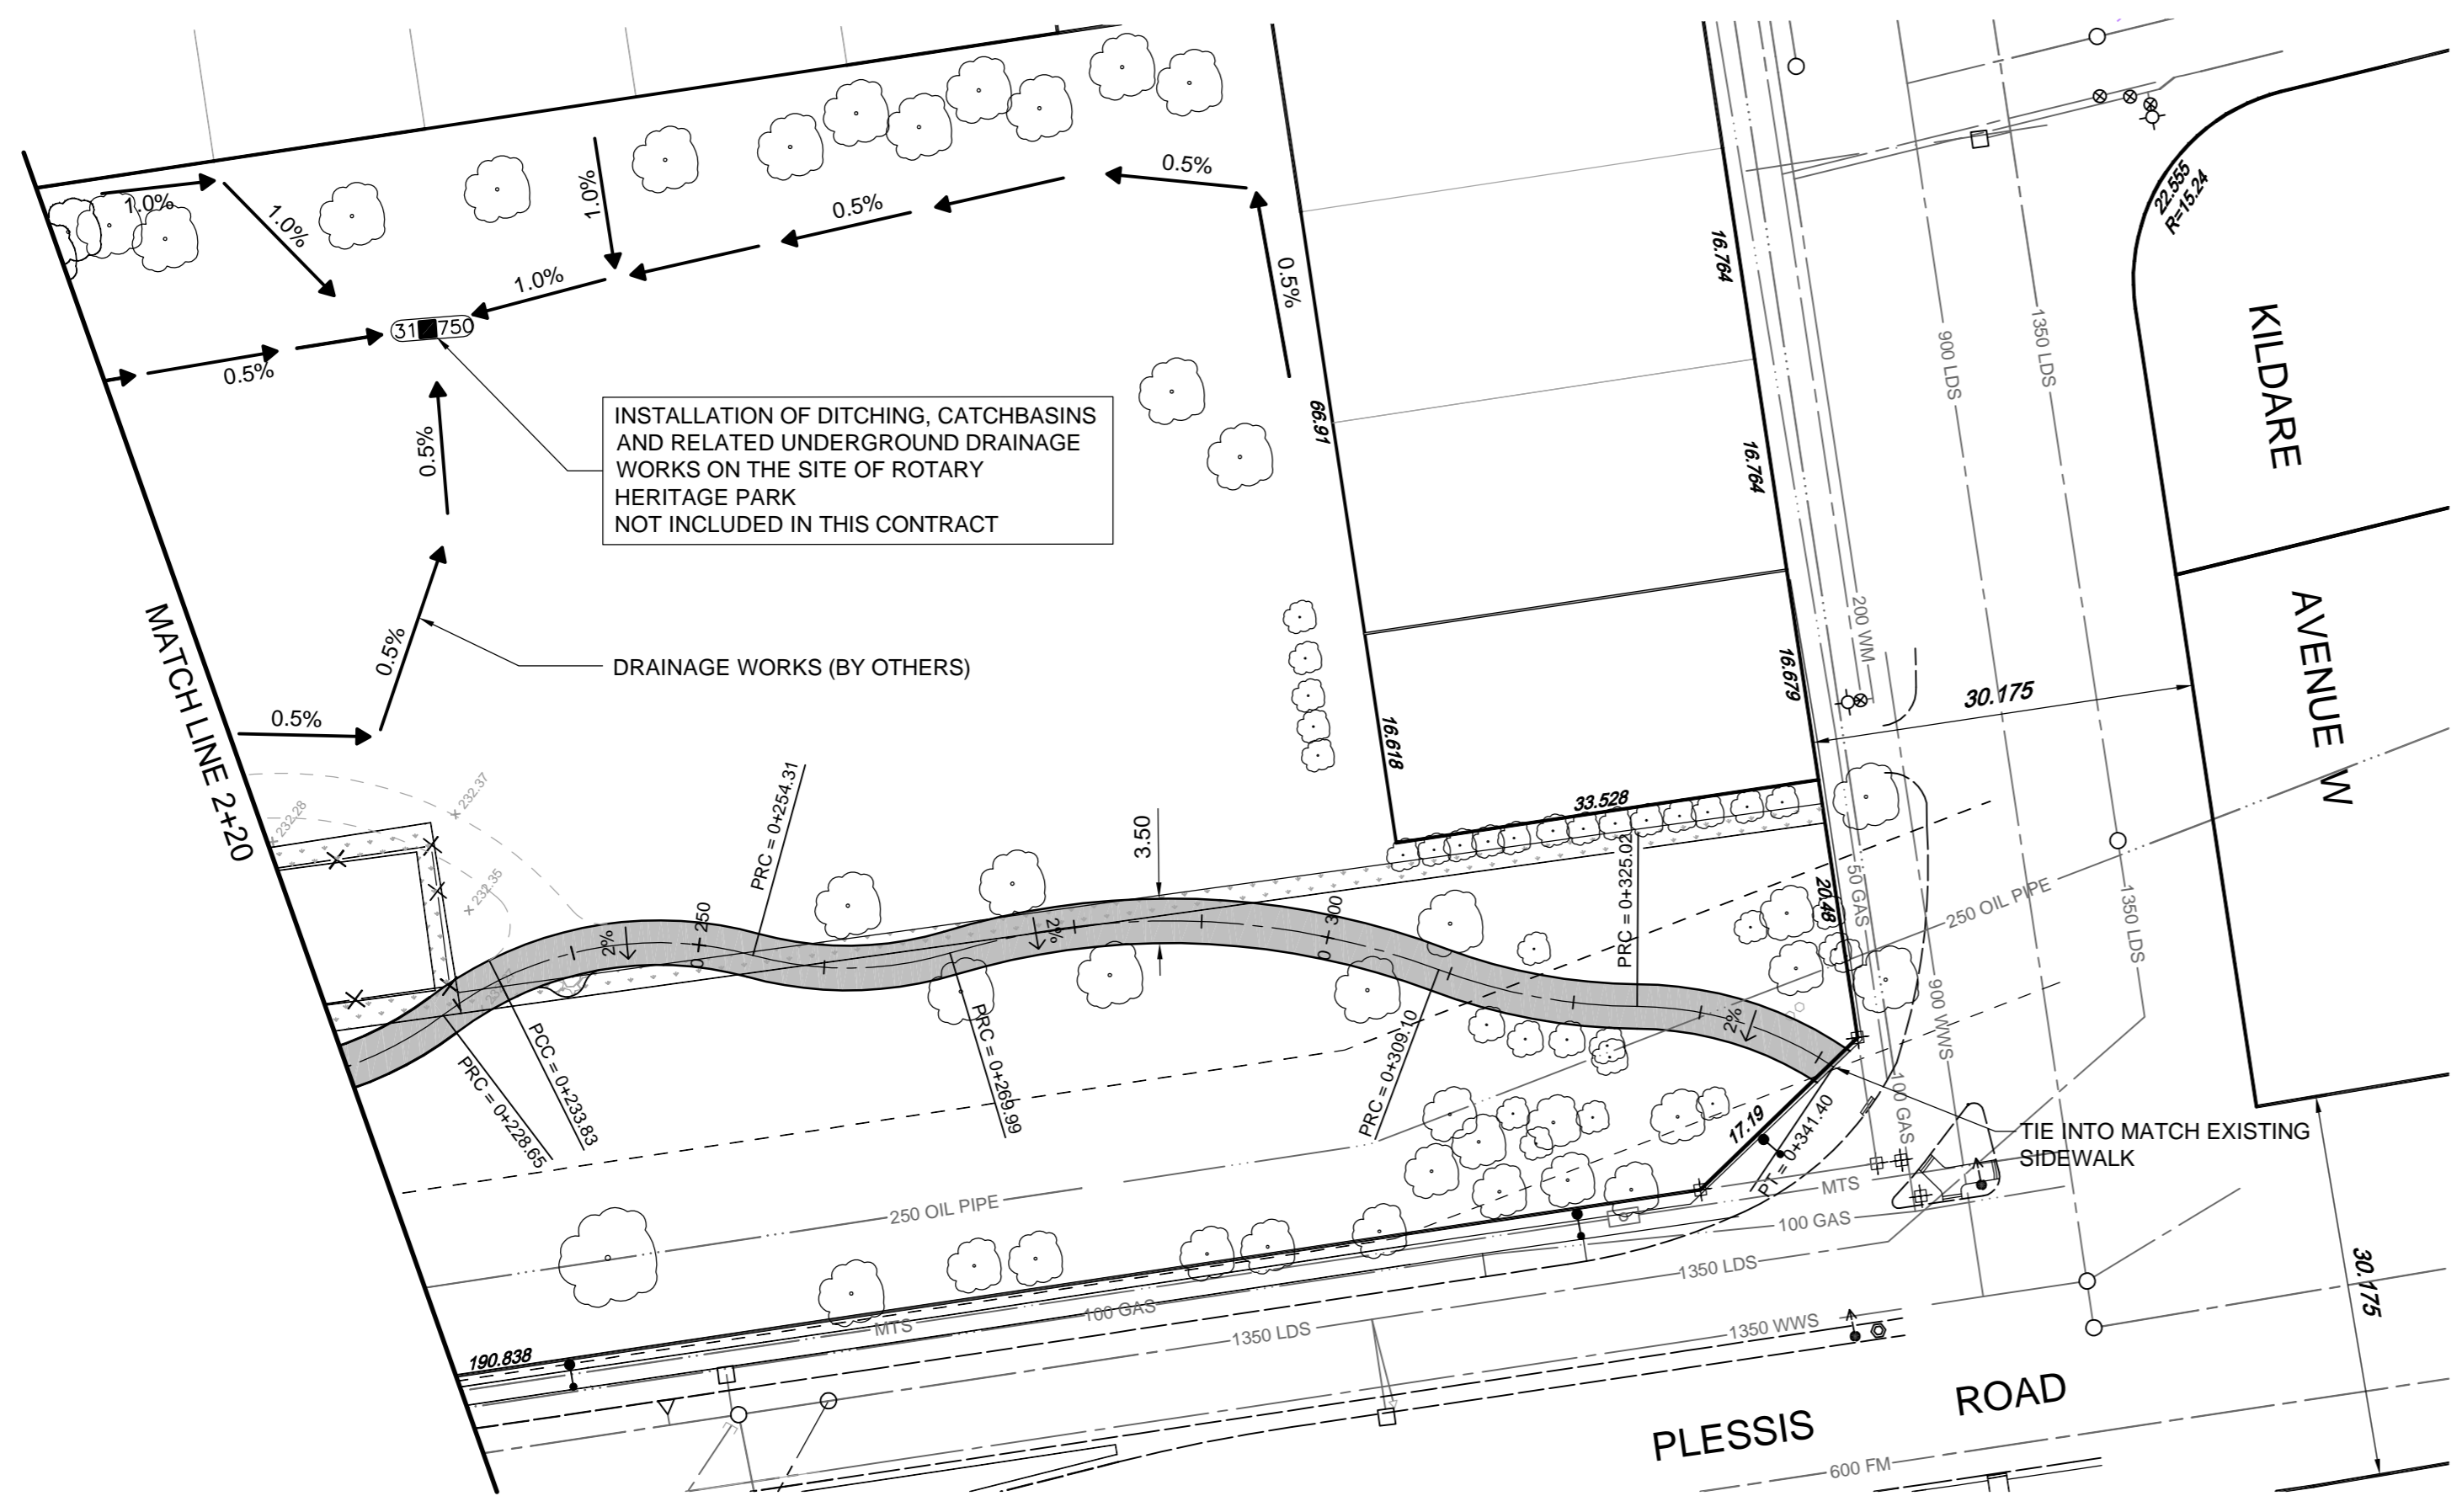 22.555
R=15.24
0.5%
1.0%
1.0%
1.0%
0.5%
0.5%
1.0%
16.764
KILDARE
900 LDS
1350 LDS
0.5%
0.5%
66.91
INSTALLATION OF DITCHING, CATCHBASINS
AND RELATED UNDERGROUND DRAINAGE
WORKS ON THE SITE OF ROTARY
HERITAGE PARK
NOT INCLUDED IN THIS CONTRACT
16.764
MATCH LINE 2+20
0.5%
DRAINAGE WORKS (BY OTHERS)
0.5%
200 WM
16.679
30.175
AVENUE W
16.618
232.37
232.28
232.35
PRC = 0+254.31
3.50
33.528
PRC = 0+325.02
50 GAS
20.48
250 OIL PIPE
1350 LDS
2%
0 250
2%
0 300
2%
900 WWS
PRC = 0+228.65
PCC = 0+233.83
PRC = 0+269.99
PRC = 0+309.10
17.19
PT = 0+341.40
100 GAS
TIE INTO MATCH EXISTING
SIDEWALK
MTS
100 GAS
250 OIL PIPE
1350 LDS
30.175
190.838
MTS
100 GAS
1350 LDS
1350 WWS
PLESSIS ROAD
600 FM